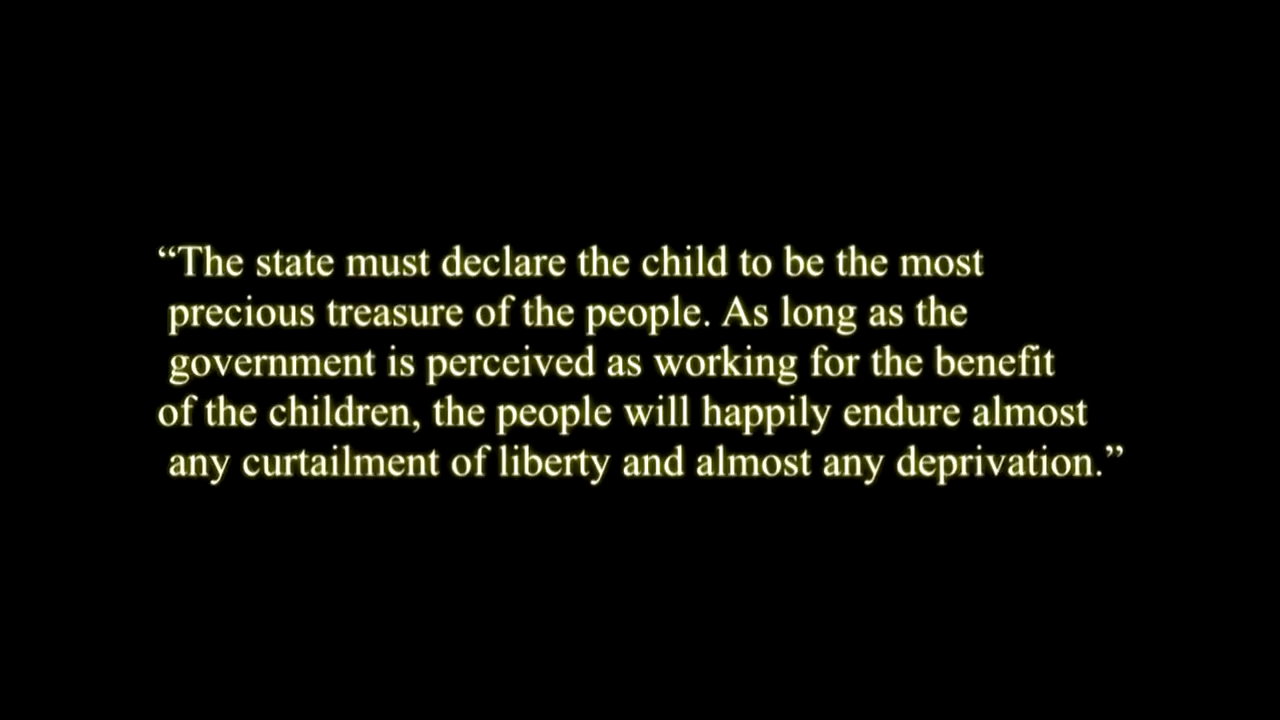 “The state must declare the child to be the most
precious treasure of the people. As long as the
government is perceived as working for the benefit
of the children, the people will happily endure almost
any curtailment of liberty and almost any deprivation.”